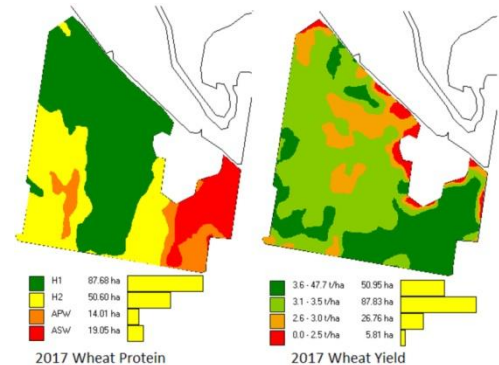 H1 87.68 ha
H2 50.60 ha
APW 14.01 ha
ASW 19.05 ha
2017 Wheat Protein
3.6 - 47.7 t/ha 50.95 ha
3.1 - 3.5 t/ha 87.83 ha
2.6 - 3.0 t/ha 26.76 ha
0.0 - 2.5 t/ha 5.81 ha
2017 Wheat Yield